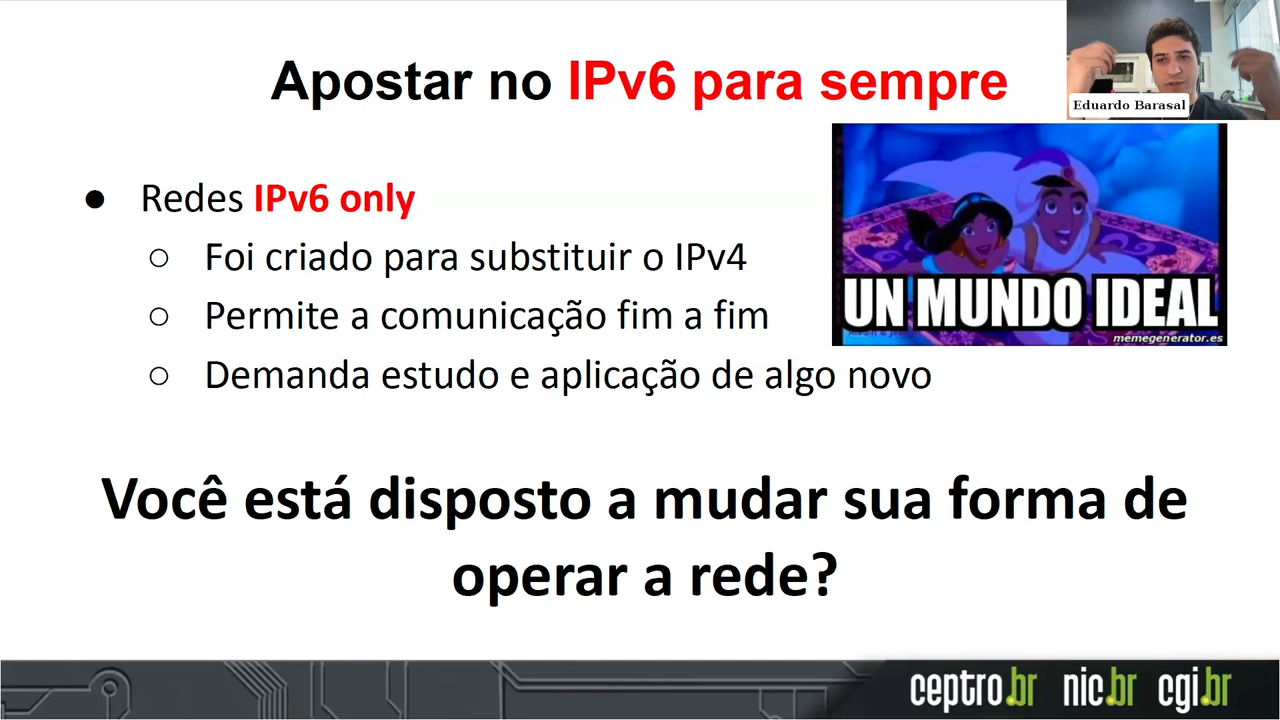 Apostar no IPv6 para sempre
Eduardo Barasal
● Redes IPv6 only
○ Foi criado para substituir o IPv4
○ Permite a comunicação fim a fim
○ Demanda estudo e aplicação de algo novo
UN MUNDO IDEAL
memegenerator.es
Você está disposto a mudar sua forma de
operar a rede?
ceptro.br nic.br cgi.br